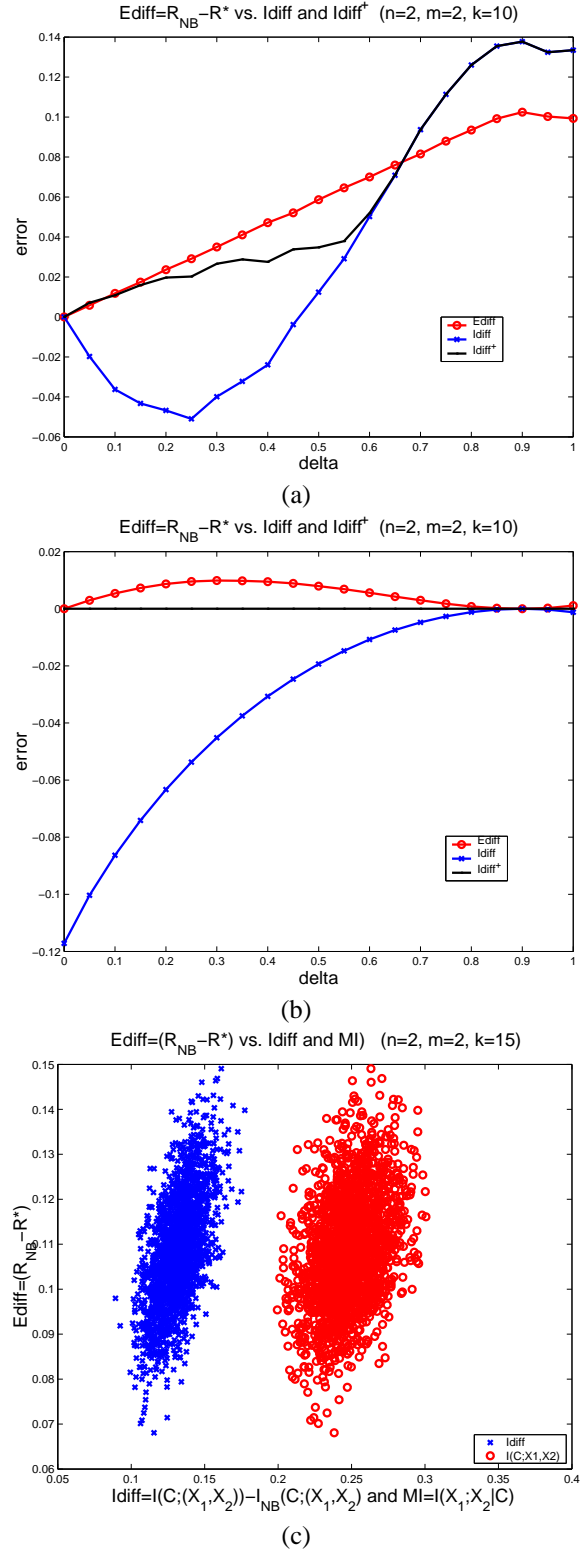 Ediff=R_NB−R* vs. Idiff and Idiff⁺ (n=2, m=2, k=10)
0.14
0.12
0.1
0.08
0.06
0.04
0.02
0
−0.02
−0.04
−0.06
error
Ediff
Idiff
Idiff⁺
0 0.1 0.2 0.3 0.4 0.5 0.6 0.7 0.8 0.9 1
delta
(a)
Ediff=R_NB−R* vs. Idiff and Idiff⁺ (n=2, m=2, k=10)
0.02
0
−0.02
−0.04
−0.06
−0.08
−0.1
−0.12
error
Ediff
Idiff
Idiff⁺
0 0.1 0.2 0.3 0.4 0.5 0.6 0.7 0.8 0.9 1
delta
(b)
Ediff=(R_NB−R*) vs. Idiff and MI) (n=2, m=2, k=15)
0.15
0.14
0.13
0.12
0.11
0.1
0.09
0.08
0.07
0.06
Ediff=(R_NB−R*)
Idiff
I(C;X1,X2)
0.05 0.1 0.15 0.2 0.25 0.3 0.35 0.4
Idiff=I(C;(X_1,X_2))−I_NB(C;(X_1,X_2) and MI=I(X_1;X_2|C)
(c)